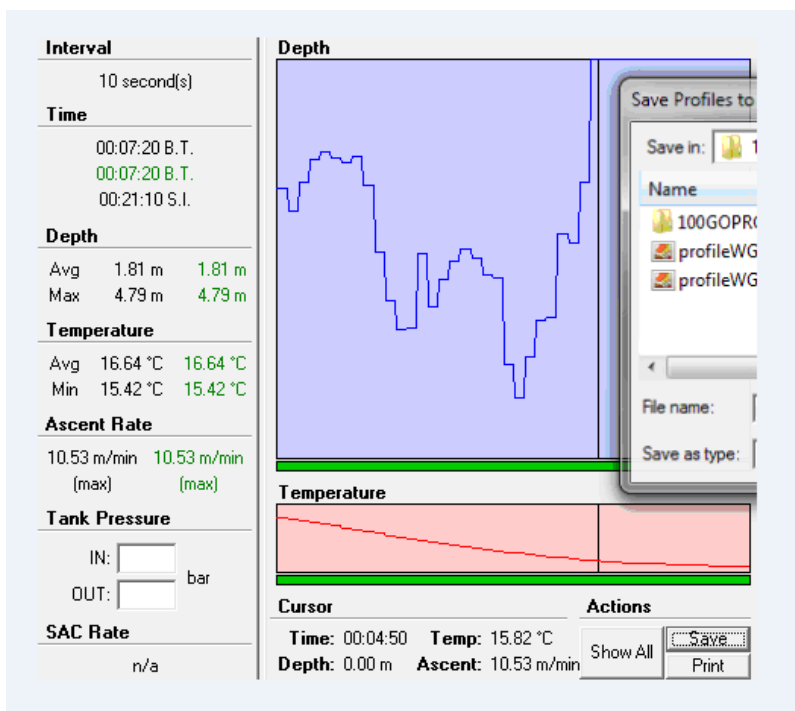 Interval
10 second(s)
Time
00:07:20 B.T.
00:07:20 B.T.
00:21:10 S.I.
Depth
Avg 1.81 m 1.81 m
Max 4.79 m 4.79 m
Temperature
Avg 16.64 °C 16.64 °C
Min 15.42 °C 15.42 °C
Ascent Rate
10.53 m/min 10.53 m/min
(max) (max)
Tank Pressure
IN:
bar
OUT:
SAC Rate
n/a
Depth
Save Profiles to
Save in: 1
Name
100GOPRO
profileWG
profileWG
File name:
Save as type:
Temperature
Cursor
Time: 00:04:50 Temp: 15.82 °C
Depth: 0.00 m Ascent: 10.53 m/min
Actions
Show All
Save
Print